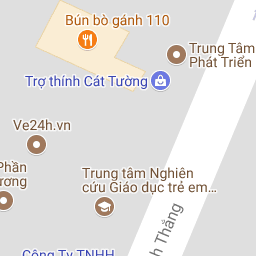 Bún bò gánh 110
Trung Tâm
Phát Triển
Trợ thính Cát Tường
Ve24h.vn
Phần
ương
Trung tâm Nghiên
cứu Giáo dục trẻ em...
h Thắng
Công Ty TNHH